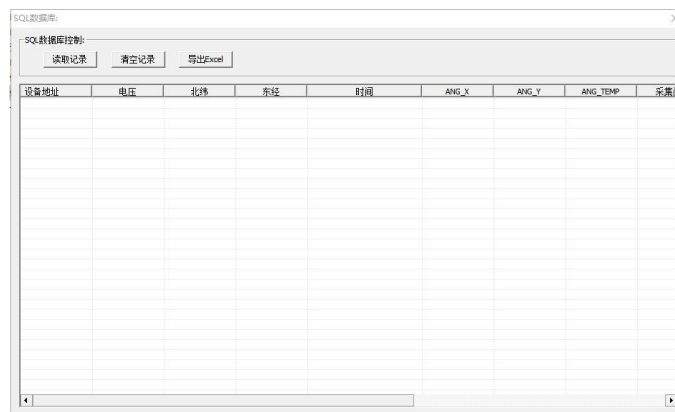 SQL数据库:
SQL数据库控制:
读取记录 清空记录 导出Excel
设备地址 电压 北纬 东经 时间 ANG_X ANG_Y ANG_TEMP 采集